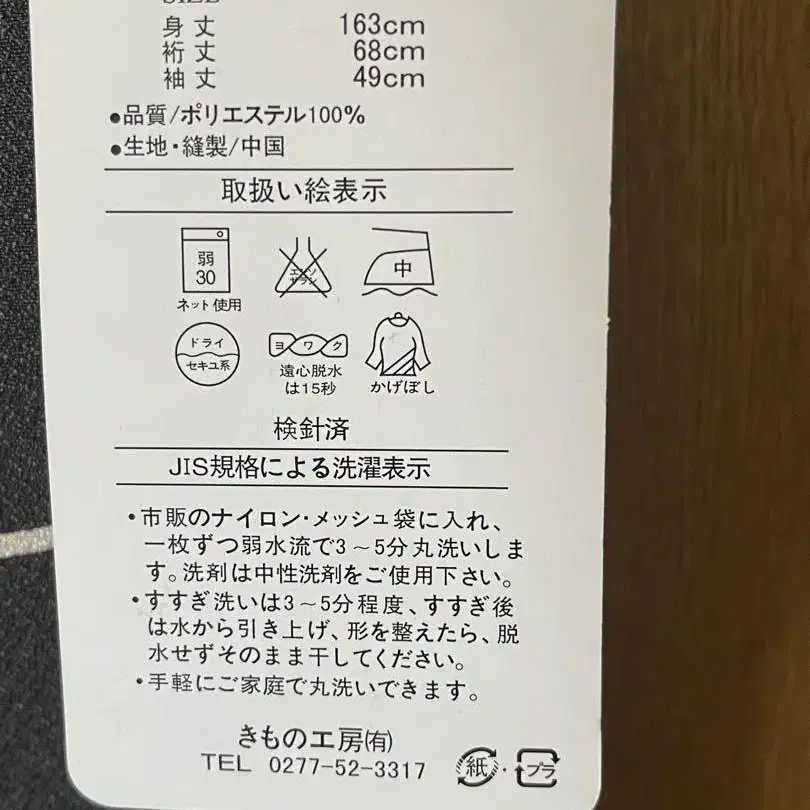 SIZE
身丈 163cm
裄丈 68cm
袖丈 49cm
●品質/ポリエステル100%
●生地・縫製/中国
取扱い絵表示
弱
30
ネット使用
エンソ
サラシ
中
ドライ
セキユ系
ヨワク
遠心脱水
は15秒
かげぼし
検針済
JIS規格による洗濯表示
・市販のナイロン・メッシュ袋に入れ、
一枚ずつ弱水流で3～5分丸洗いしま
す。洗剤は中性洗剤をご使用下さい。
・すすぎ洗いは3～5分程度、すすぎ後
は水から引き上げ、形を整えたら、脱
水せずそのまま干してください。
・手軽にご家庭で丸洗いできます。
きもの工房(有)
TEL 0277-52-3317
紙・プラ